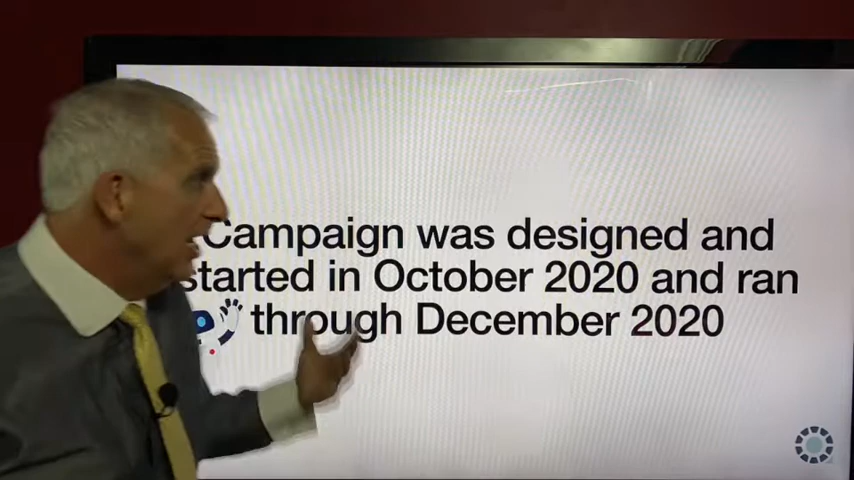 Campaign was designed and
started in October 2020 and ran
through December 2020